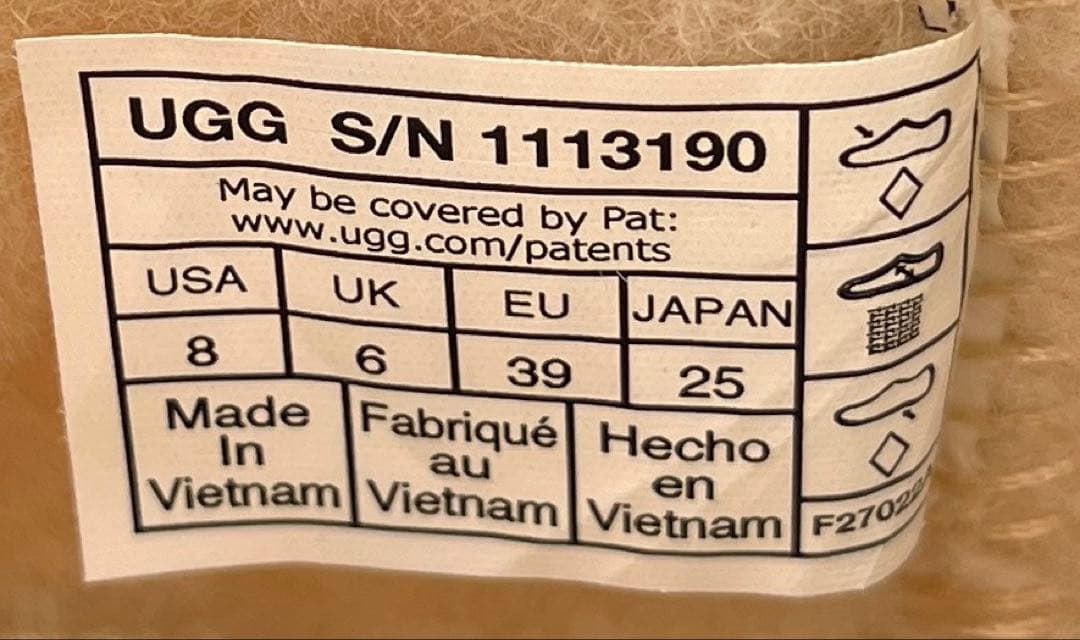 UGG S/N 1113190
May be covered by Pat:
www.ugg.com/patents
USA UK EU JAPAN
8 6 39 25
Made
In
Vietnam
Fabriqué
au
Vietnam
Hecho
en
Vietnam